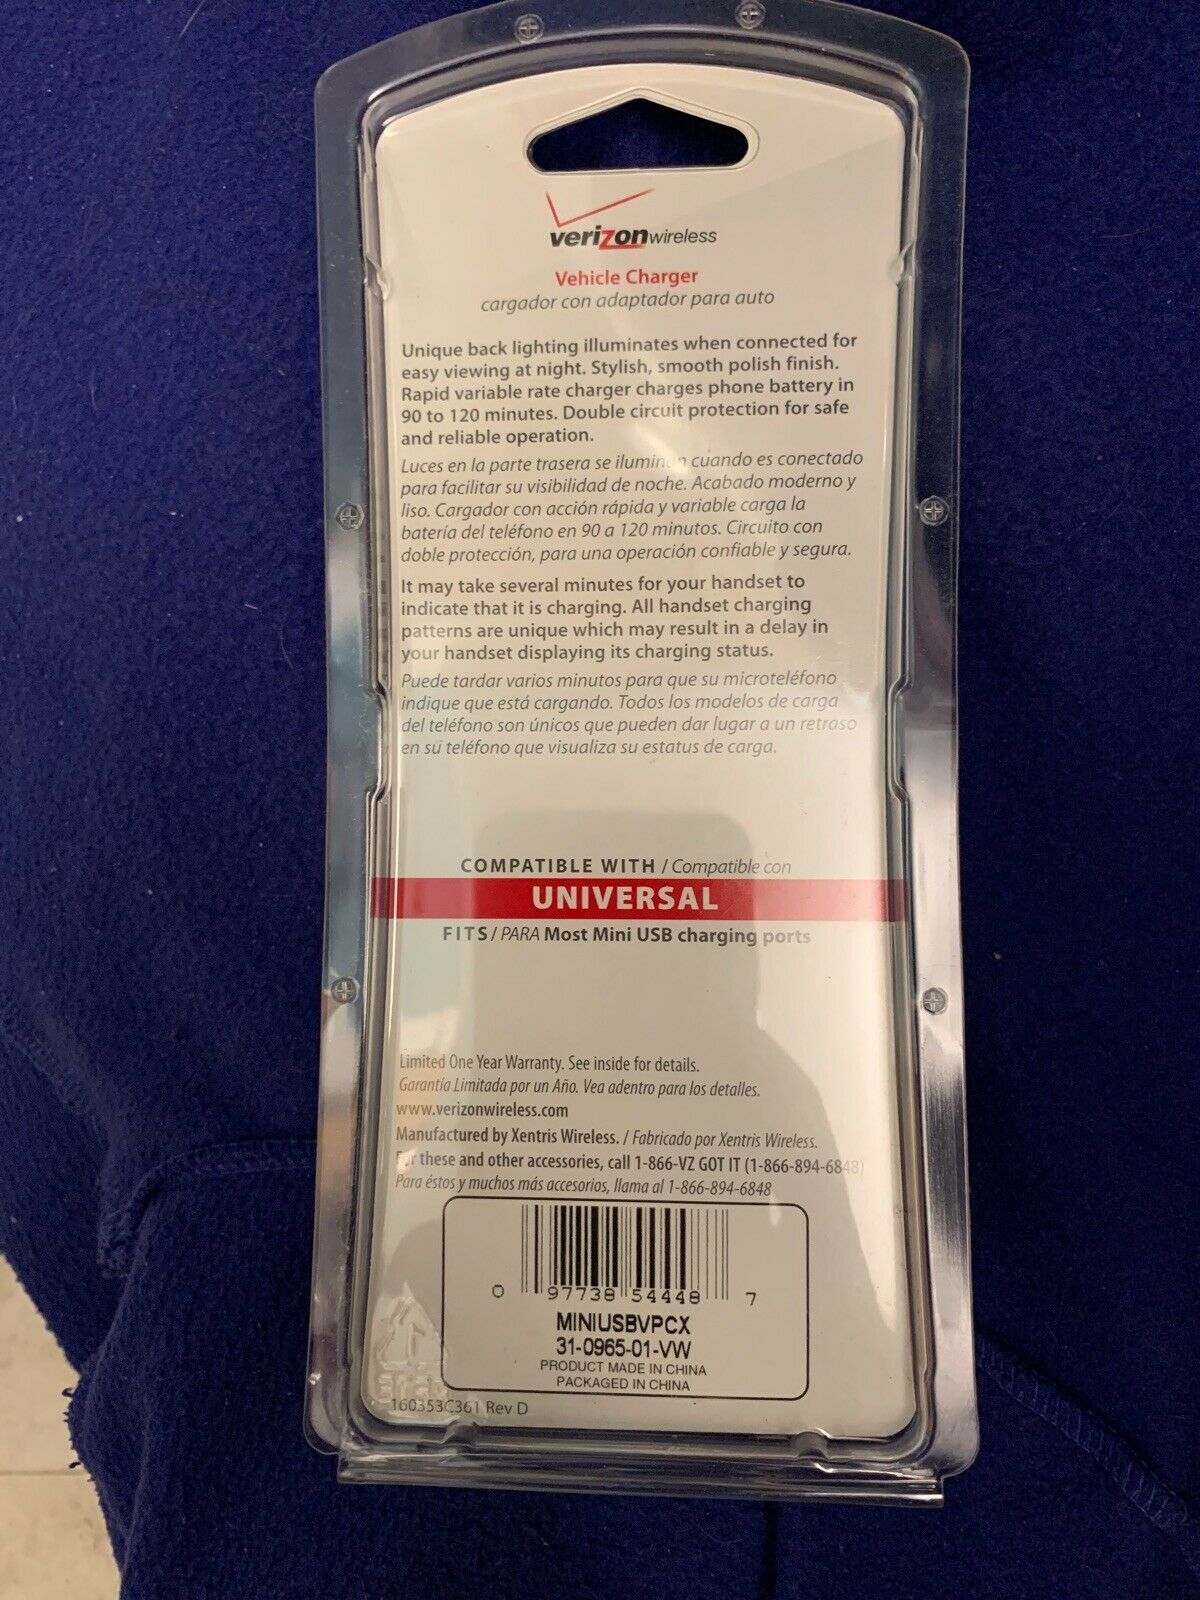 verizonwireless
Vehicle Charger
cargador con adaptador para auto
Unique back lighting illuminates when connected for
easy viewing at night. Stylish, smooth polish finish.
Rapid variable rate charger charges phone battery in
90 to 120 minutes. Double circuit protection for safe
and reliable operation.
Luces en la parte trasera se iluminan cuando es conectado
para facilitar su visibilidad de noche. Acabado moderno y
liso. Cargador con acción rápida y variable carga la
batería del teléfono en 90 a 120 minutos. Circuito con
doble protección, para una operación confiable y segura.
It may take several minutes for your handset to
indicate that it is charging. All handset charging
patterns are unique which may result in a delay in
your handset displaying its charging status.
Puede tardar varios minutos para que su microteléfono
indique que está cargando. Todos los modelos de carga
del teléfono son únicos que pueden dar lugar a un retraso
en su teléfono que visualiza su estatus de carga.
COMPATIBLE WITH / Compatible con
UNIVERSAL
FITS / PARA Most Mini USB charging ports
Limited One Year Warranty. See inside for details.
Garantía Limitada por un Año. Vea adentro para los detalles.
www.verizonwireless.com
Manufactured by Xentris Wireless. / Fabricado por Xentris Wireless.
For these and other accessories, call 1-866-VZ GOT IT (1-866-894-6848)
Para éstos y muchos más accesorios, llama al 1-866-894-6848
0 97738 54448 7
MINIUSBVPCX
31-0965-01-VW
PRODUCT MADE IN CHINA
PACKAGED IN CHINA
160353C361 Rev D